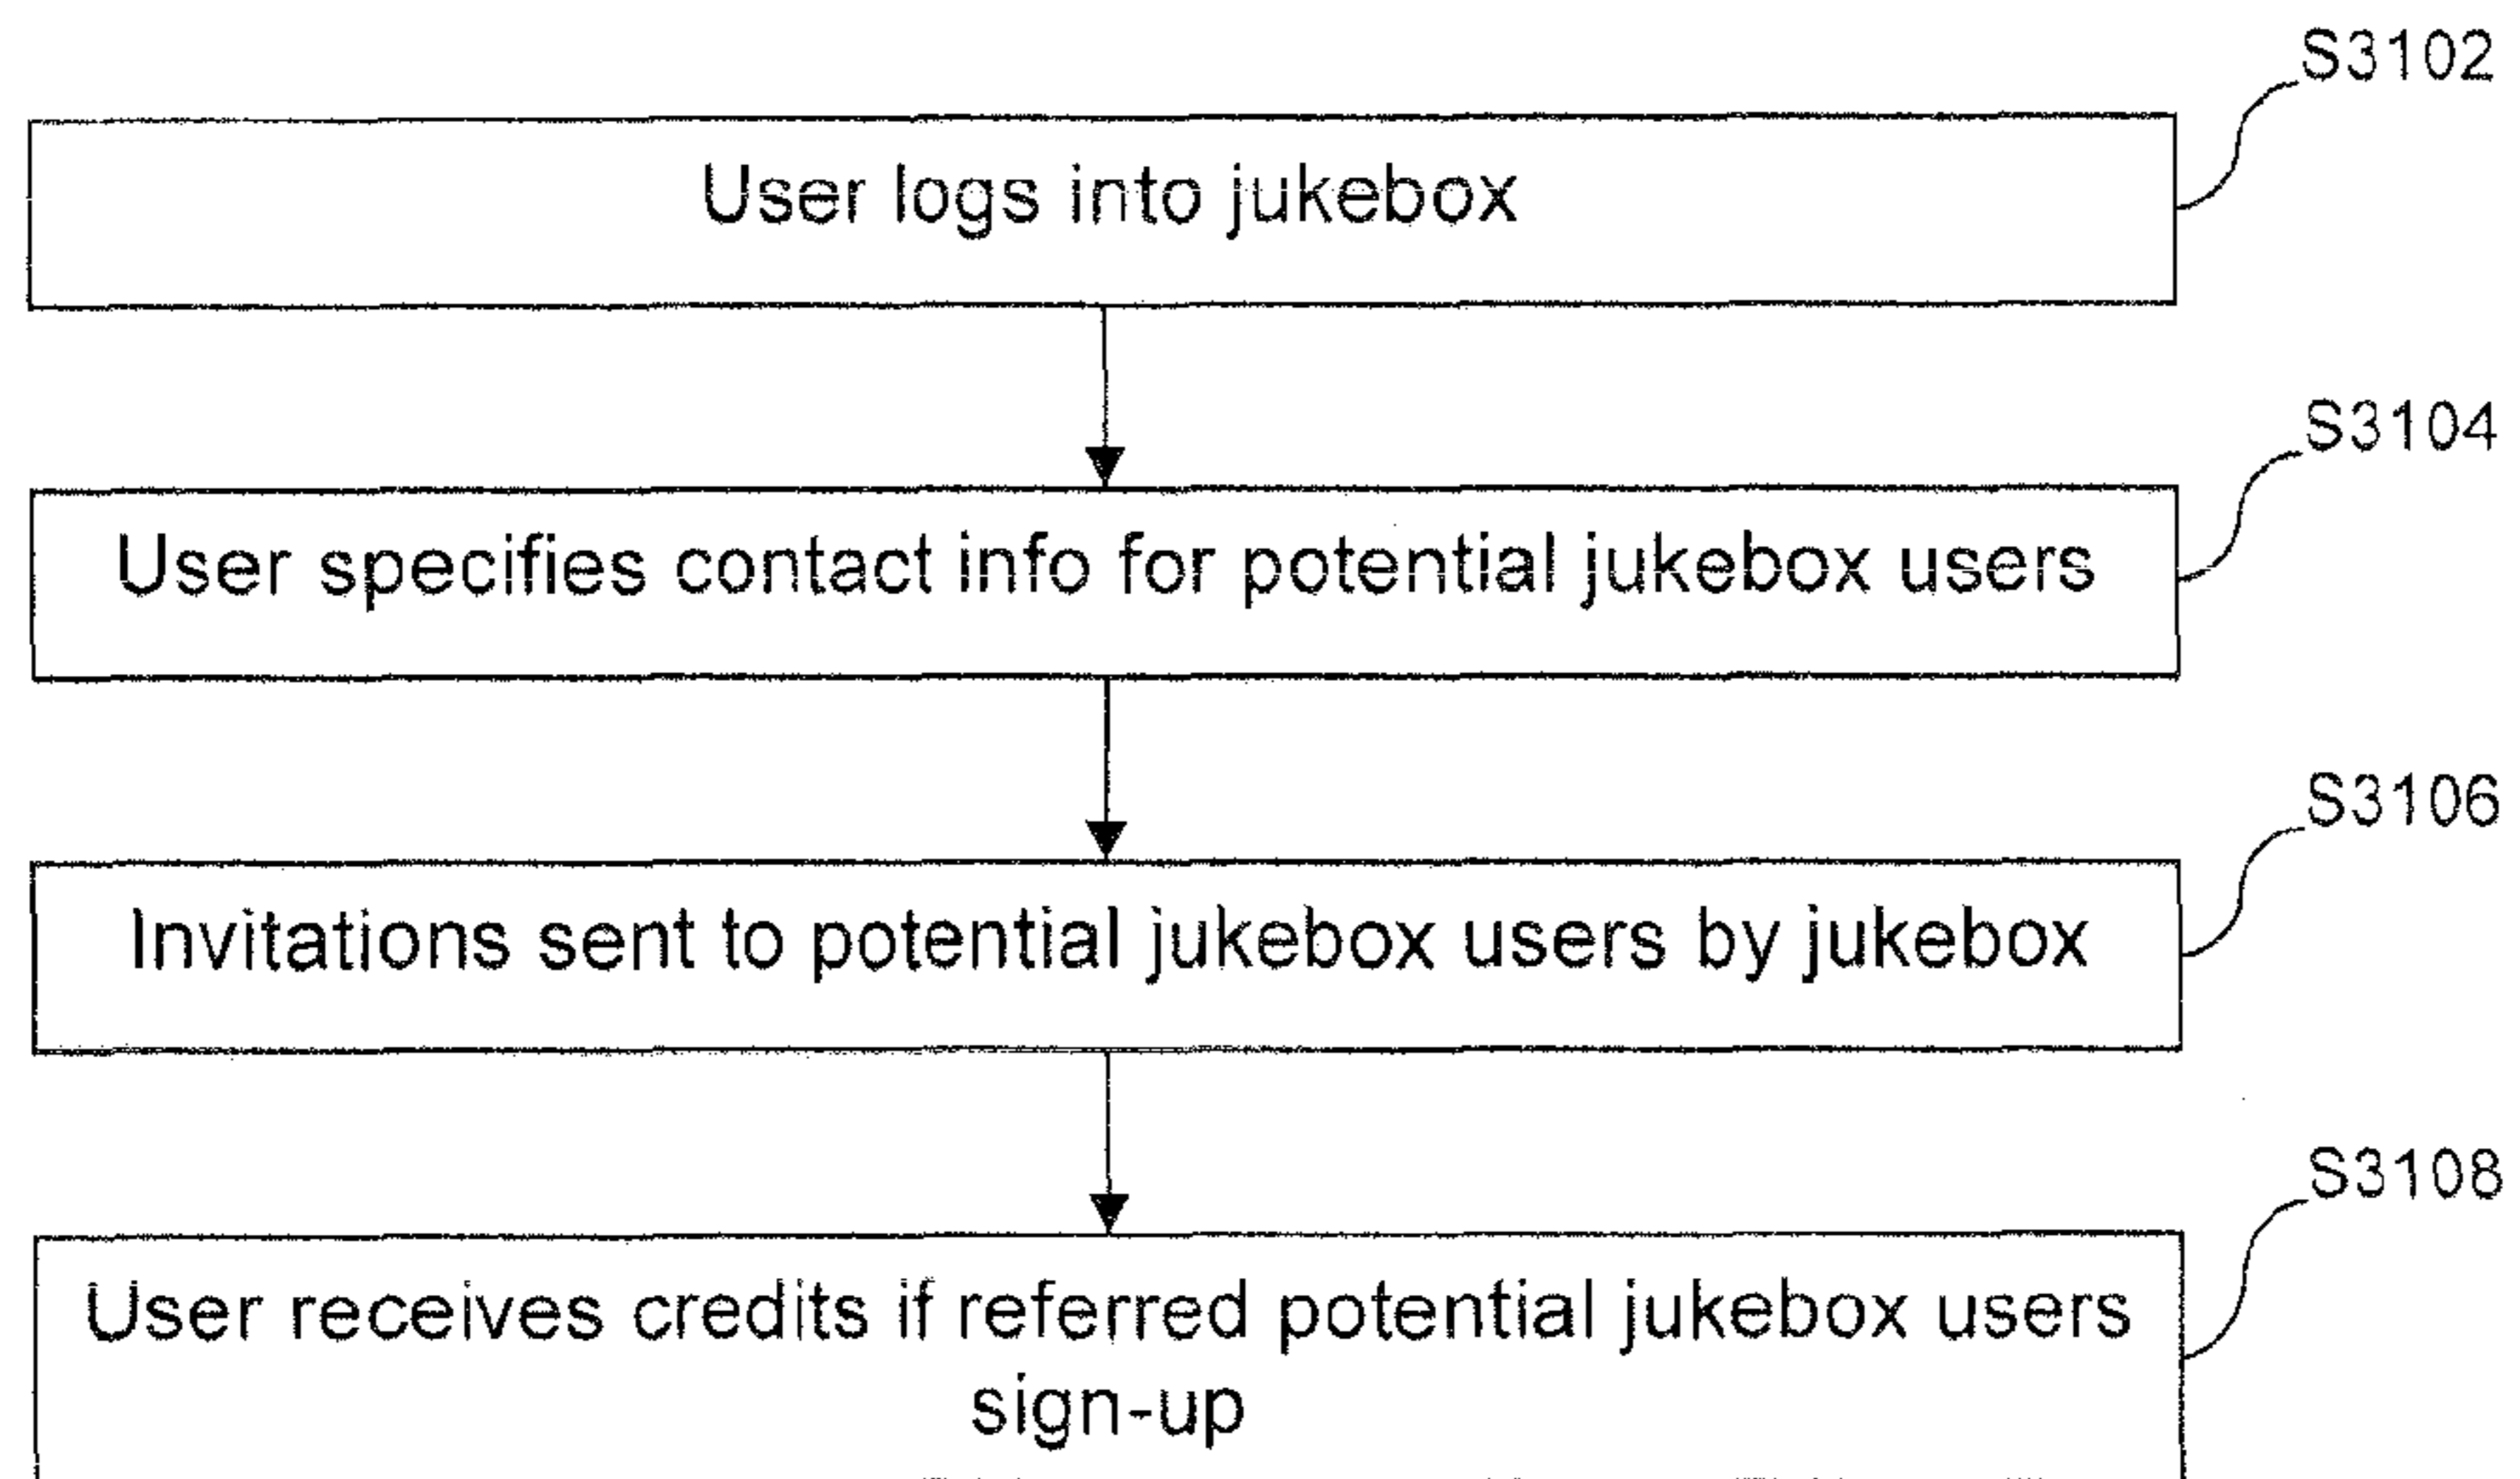 S3102
User logs into jukebox
S3104
User specifies contact info for potential jukebox users
S3106
Invitations sent to potential jukebox users by jukebox
S3108
User receives credits if referred potential jukebox users
sign-up